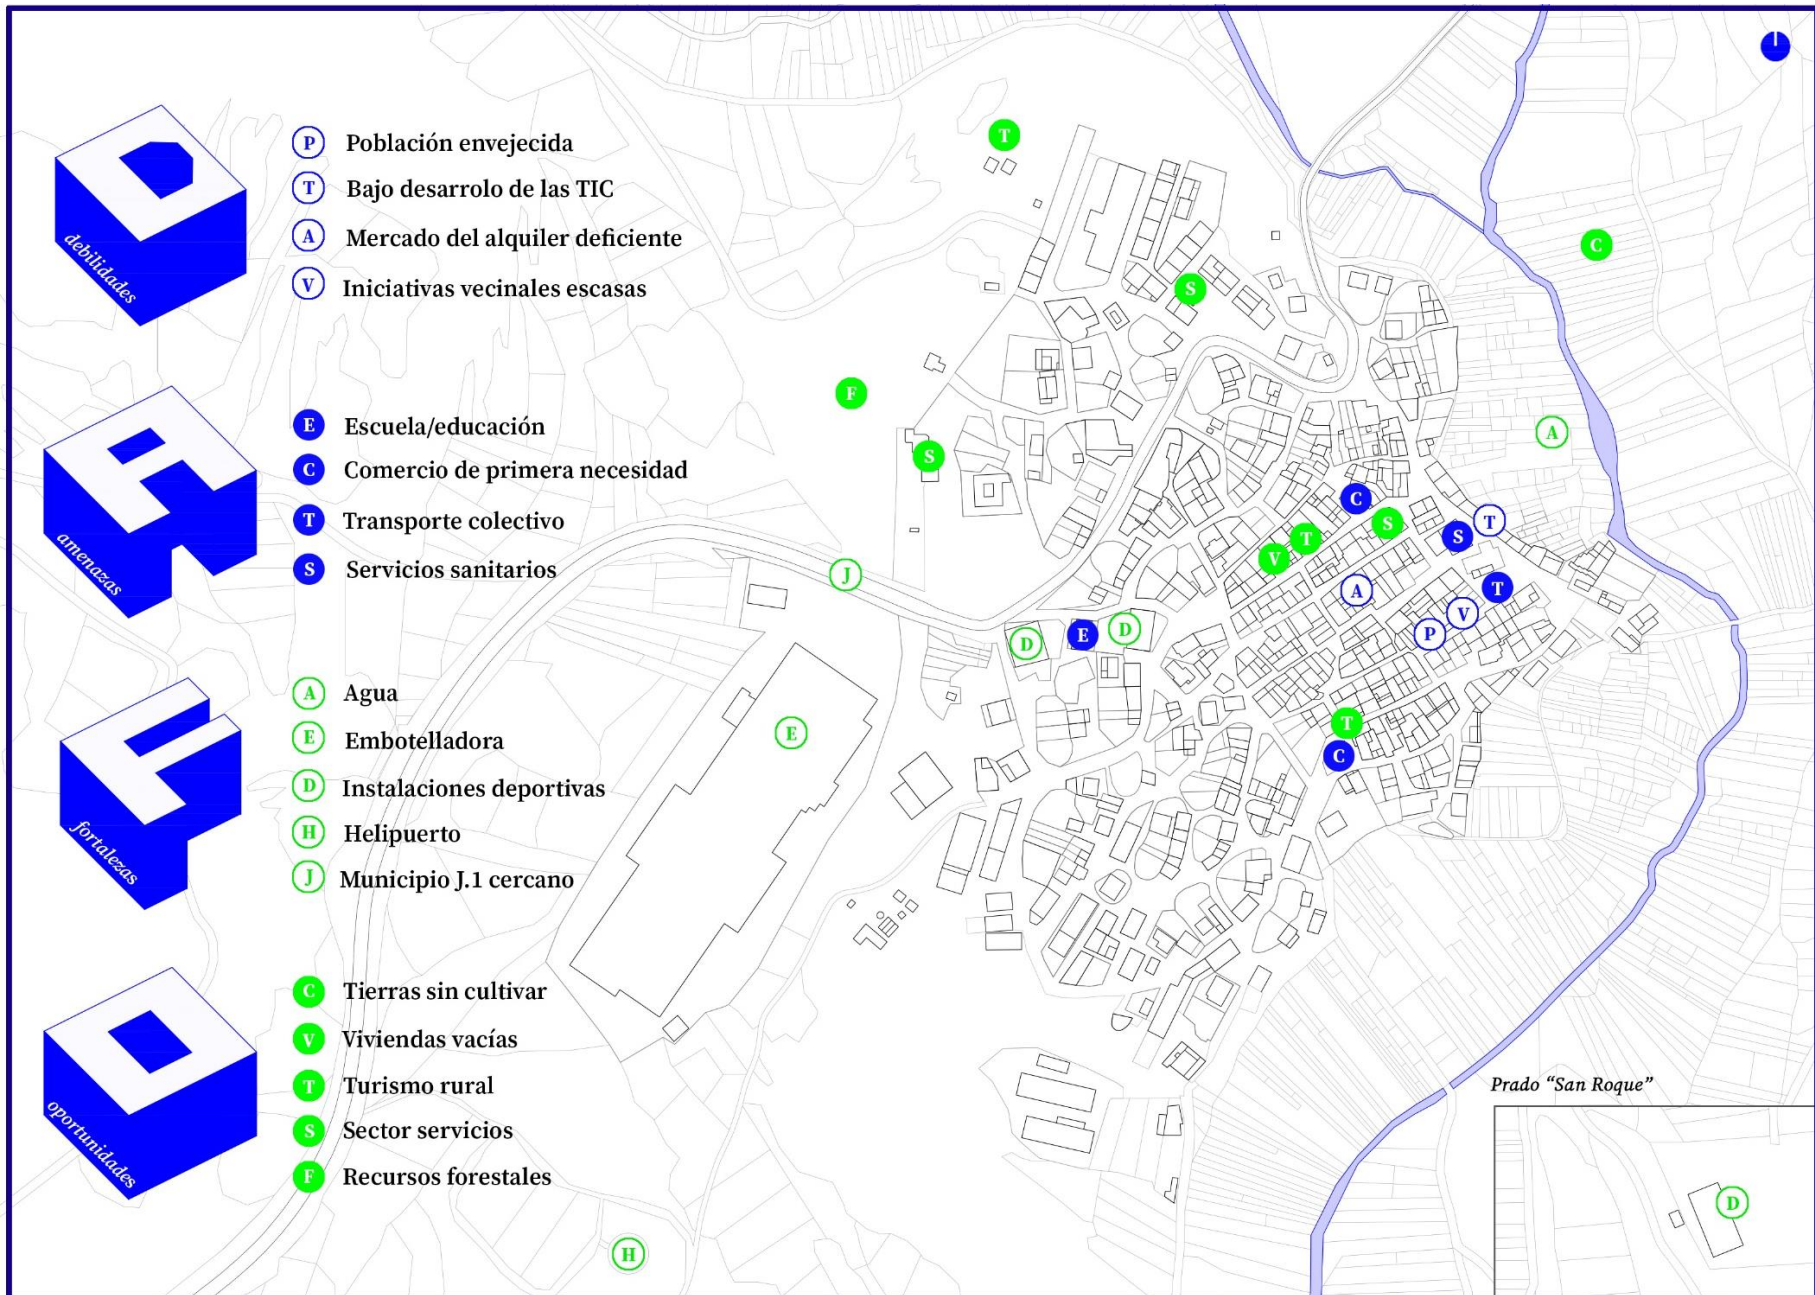 D
debilidades
P Población envejecida
T Bajo desarrolo de las TIC
A Mercado del alquiler deficiente
V Iniciativas vecinales escasas
A
amenazas
E Escuela/educación
C Comercio de primera necesidad
T Transporte colectivo
S Servicios sanitarios
F
fortalezas
A Agua
E Embotelladora
D Instalaciones deportivas
H Helipuerto
J Municipio J.1 cercano
O
oportunidades
C Tierras sin cultivar
V Viviendas vacías
T Turismo rural
S Sector servicios
F Recursos forestales
T
C
S
F
A
S
C
T
S
T
S
V
J
A
T
V
D
E
D
P
T
E
C
Prado “San Roque”
D
H